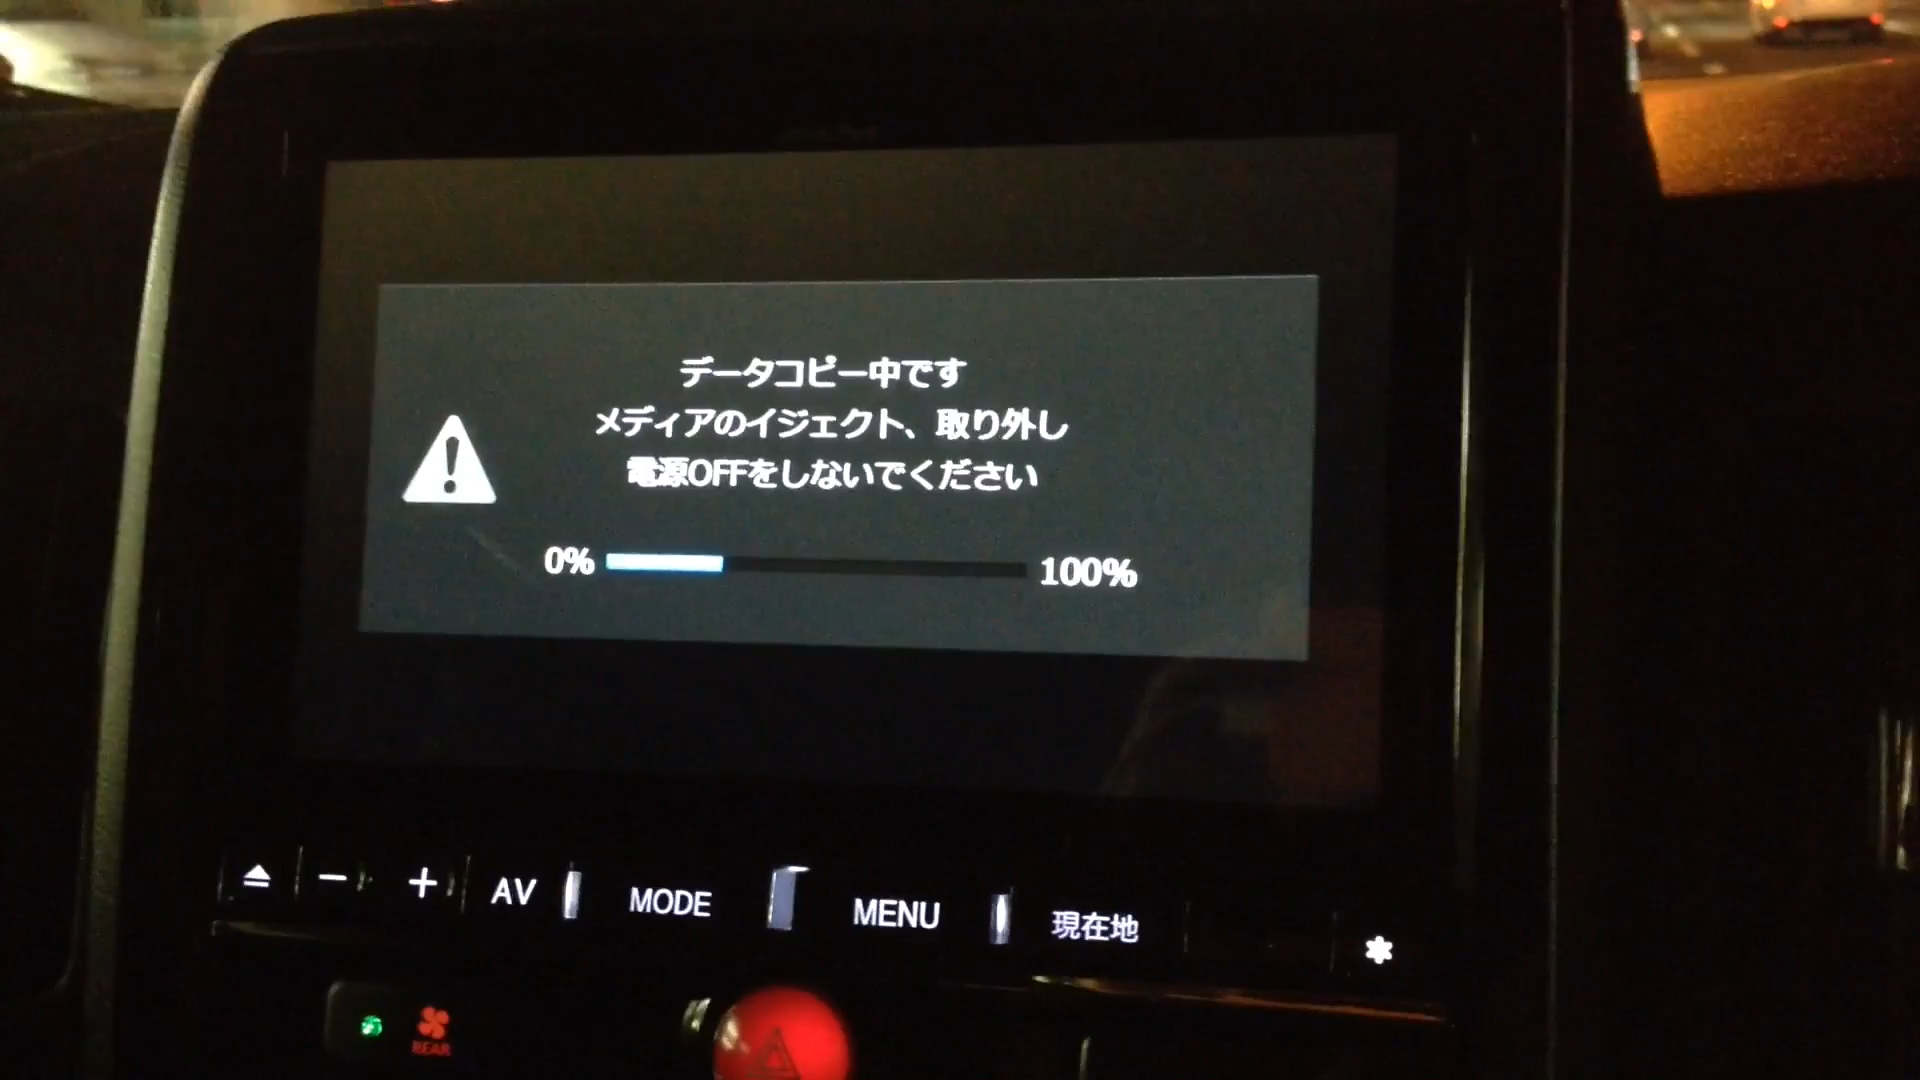 データコピー中です
メディアのイジェクト、取り外し
電源OFFをしないでください
0% 100%
− + AV MODE MENU 現在地 *
REAR